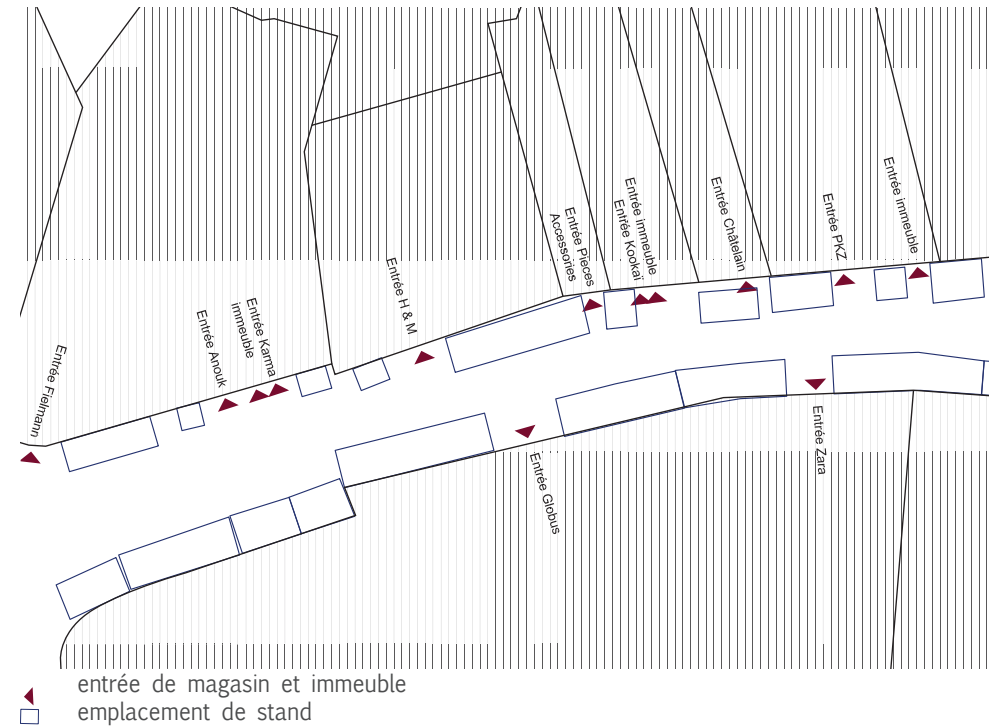 Entrée Fielmann
Entrée Anouk
Entrée Karma
immeuble
Entrée H & M
Entrée Pieces
Accessories
Entrée immeuble
Entrée Kookaï
Entrée Châtelain
Entrée PKZ
Entrée immeuble
Entrée Globus
Entrée Zara
entrée de magasin et immeuble
emplacement de stand